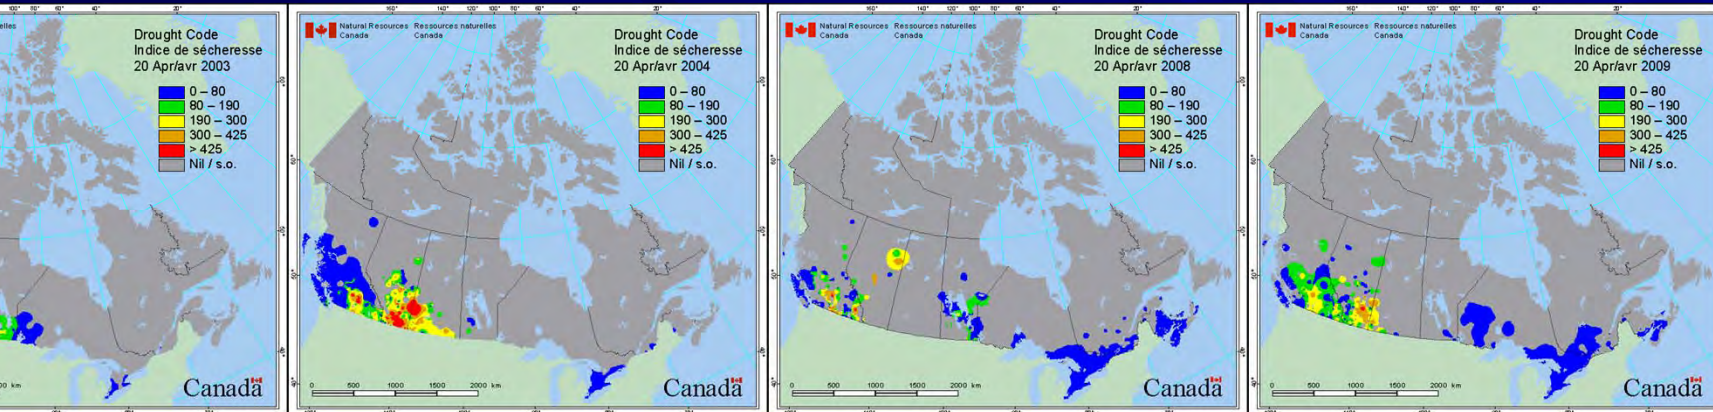 elles
Drought Code
Indice de sécheresse
20 Apr/avr 2003
0 – 80
80 – 190
190 – 300
300 – 425
> 425
Nil / s.o.
00 km
Canada
Natural Resources Ressources naturelles
Canada Canada
Drought Code
Indice de sécheresse
20 Apr/avr 2004
0 – 80
80 – 190
190 – 300
300 – 425
> 425
Nil / s.o.
0 500 1000 1500 2000 km
Canada
Natural Resources Ressources naturelles
Canada Canada
Drought Code
Indice de sécheresse
20 Apr/avr 2008
0 – 80
80 – 190
190 – 300
300 – 425
> 425
Nil / s.o.
0 500 1000 1500 2000 km
Canada
Natural Resources Ressources naturelles
Canada Canada
Drought Code
Indice de sécheresse
20 Apr/avr 2009
0 – 80
80 – 190
190 – 300
300 – 425
> 425
Nil / s.o.
0 500 1000 1500 2000 km
Canada